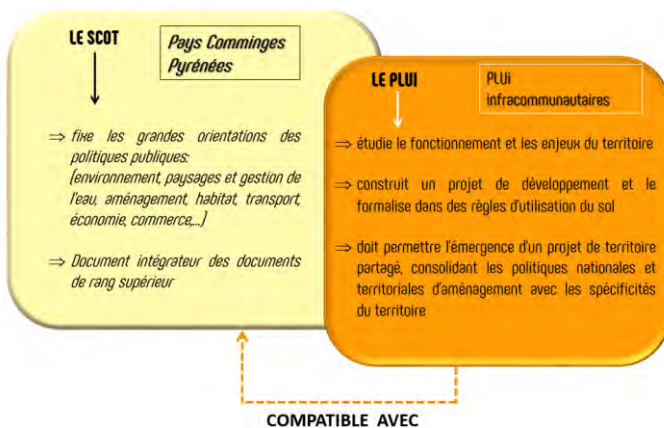 LE SCOT
Pays Comminges
Pyrénées
⇒ fixe les grandes orientations des
politiques publiques:
(environnement, paysages et gestion de
l'eau, aménagement, habitat, transport,
économie, commerce,...)
⇒ Document intégrateur des documents
de rang supérieur
LE PLUI
PLUi
infracommunautaires
⇒ étudie le fonctionnement et les enjeux du territoire
⇒ construit un projet de développement et le
formalise dans des règles d'utilisation du sol
⇒ doit permettre l'émergence d'un projet de territoire
partagé, consolidant les politiques nationales et
territoriales d'aménagement avec les spécificités
du territoire
COMPATIBLE AVEC